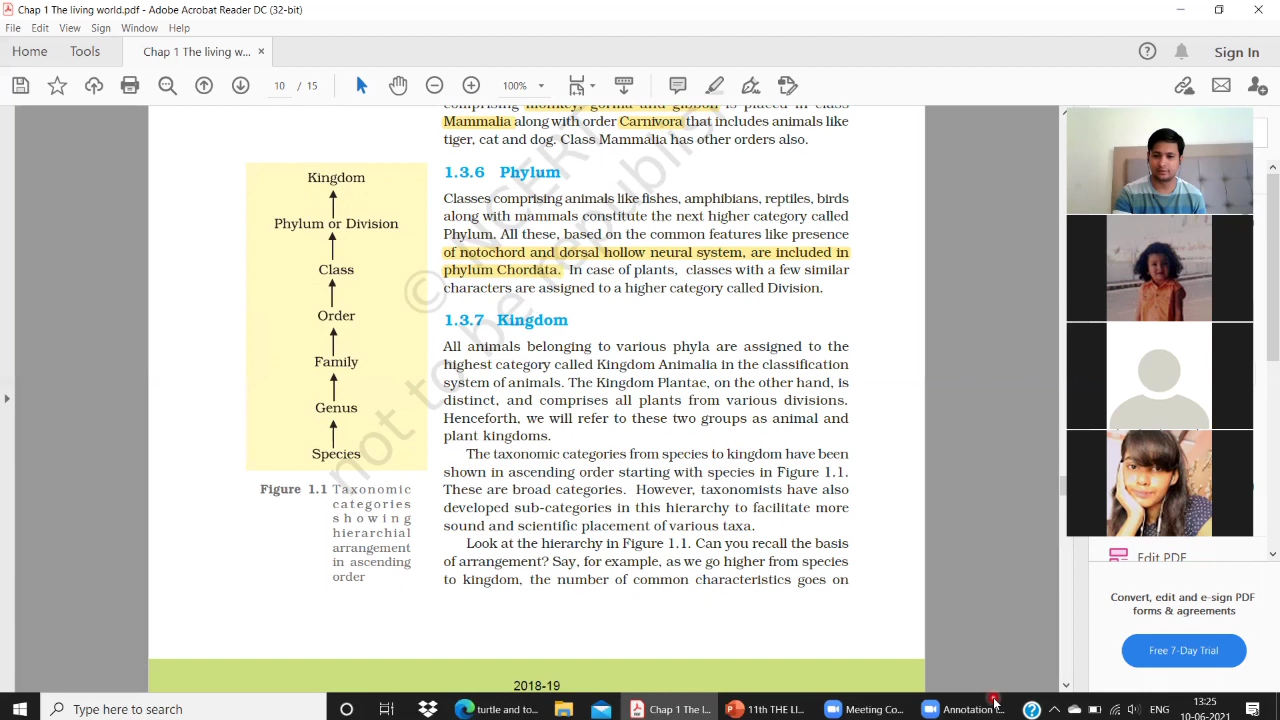 Chap 1 The living world.pdf - Adobe Acrobat Reader DC (32-bit)
File Edit View Sign Window Help
Home Tools Chap 1 The living w... × Sign In
10 / 15 100%
comprising monkey, gorilla and gibbon is placed in class
Mammalia along with order Carnivora that includes animals like
tiger, cat and dog. Class Mammalia has other orders also.
1.3.6 Phylum
Classes comprising animals like fishes, amphibians, reptiles, birds
along with mammals constitute the next higher category called
Phylum. All these, based on the common features like presence
of notochord and dorsal hollow neural system, are included in
phylum Chordata. In case of plants, classes with a few similar
characters are assigned to a higher category called Division.
1.3.7 Kingdom
All animals belonging to various phyla are assigned to the
highest category called Kingdom Animalia in the classification
system of animals. The Kingdom Plantae, on the other hand, is
distinct, and comprises all plants from various divisions.
Henceforth, we will refer to these two groups as animal and
plant kingdoms.
The taxonomic categories from species to kingdom have been
shown in ascending order starting with species in Figure 1.1.
These are broad categories. However, taxonomists have also
developed sub-categories in this hierarchy to facilitate more
sound and scientific placement of various taxa.
Look at the hierarchy in Figure 1.1. Can you recall the basis
of arrangement? Say, for example, as we go higher from species
to kingdom, the number of common characteristics goes on
Kingdom
Phylum or Division
Class
Order
Family
Genus
Species
Figure 1.1 Taxonomic
categories
showing
hierarchial
arrangement
in ascending
order
© NCERT
not to be republish
2018-19
Edit PDF
Convert, edit and e-sign PDF
forms & agreements
Free 7-Day Trial
Type here to search
turtle and to...
Chap 1 The l...
11th THE LI...
Meeting Co...
Annotation ...
ENG
13:25
10-06-2021